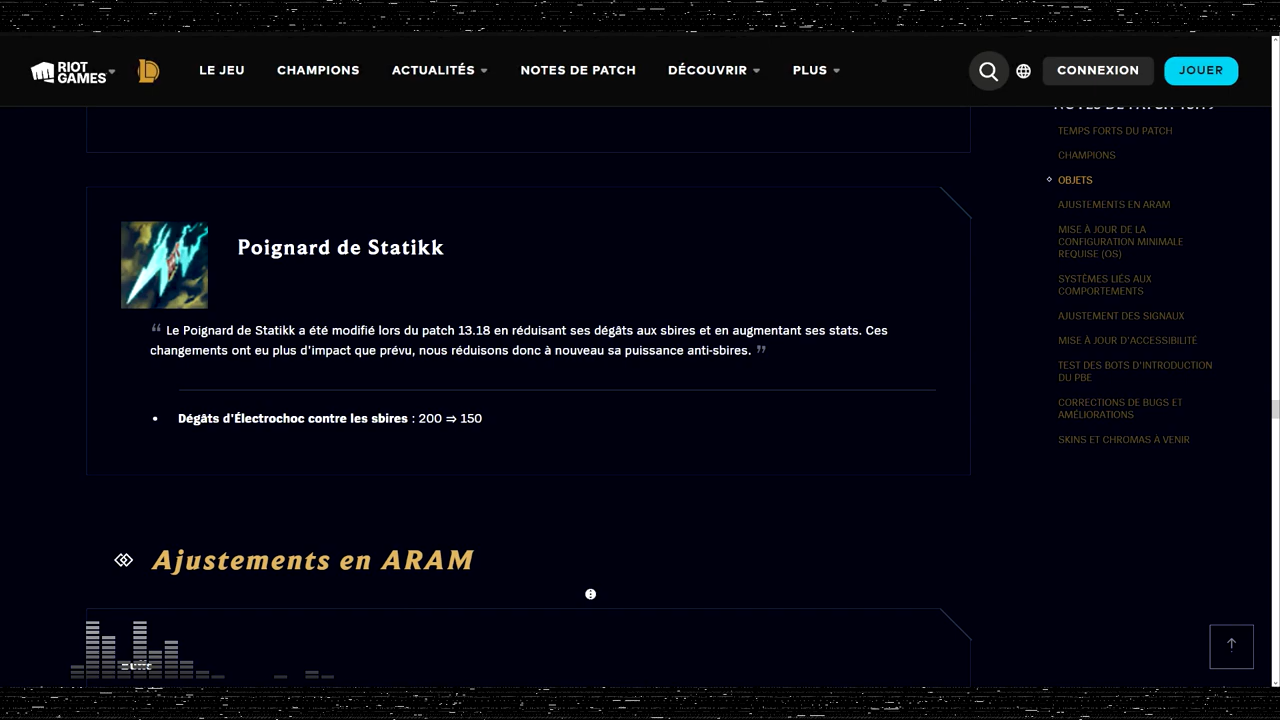 RIOT GAMES
LE JEU
CHAMPIONS
ACTUALITÉS
NOTES DE PATCH
DÉCOUVRIR
PLUS
CONNEXION
JOUER
Poignard de Statikk
“ Le Poignard de Statikk a été modifié lors du patch 13.18 en réduisant ses dégâts aux sbires et en augmentant ses stats. Ces
changements ont eu plus d'impact que prévu, nous réduisons donc à nouveau sa puissance anti-sbires. ”
• Dégâts d'Électrochoc contre les sbires : 200 ⇒ 150
Ajustements en ARAM
TEMPS FORTS DU PATCH
CHAMPIONS
OBJETS
AJUSTEMENTS EN ARAM
MISE À JOUR DE LA
CONFIGURATION MINIMALE
REQUISE (OS)
SYSTÈMES LIÉS AUX
COMPORTEMENTS
AJUSTEMENT DES SIGNAUX
MISE À JOUR D'ACCESSIBILITÉ
TEST DES BOTS D'INTRODUCTION
DU PBE
CORRECTIONS DE BUGS ET
AMÉLIORATIONS
SKINS ET CHROMAS À VENIR